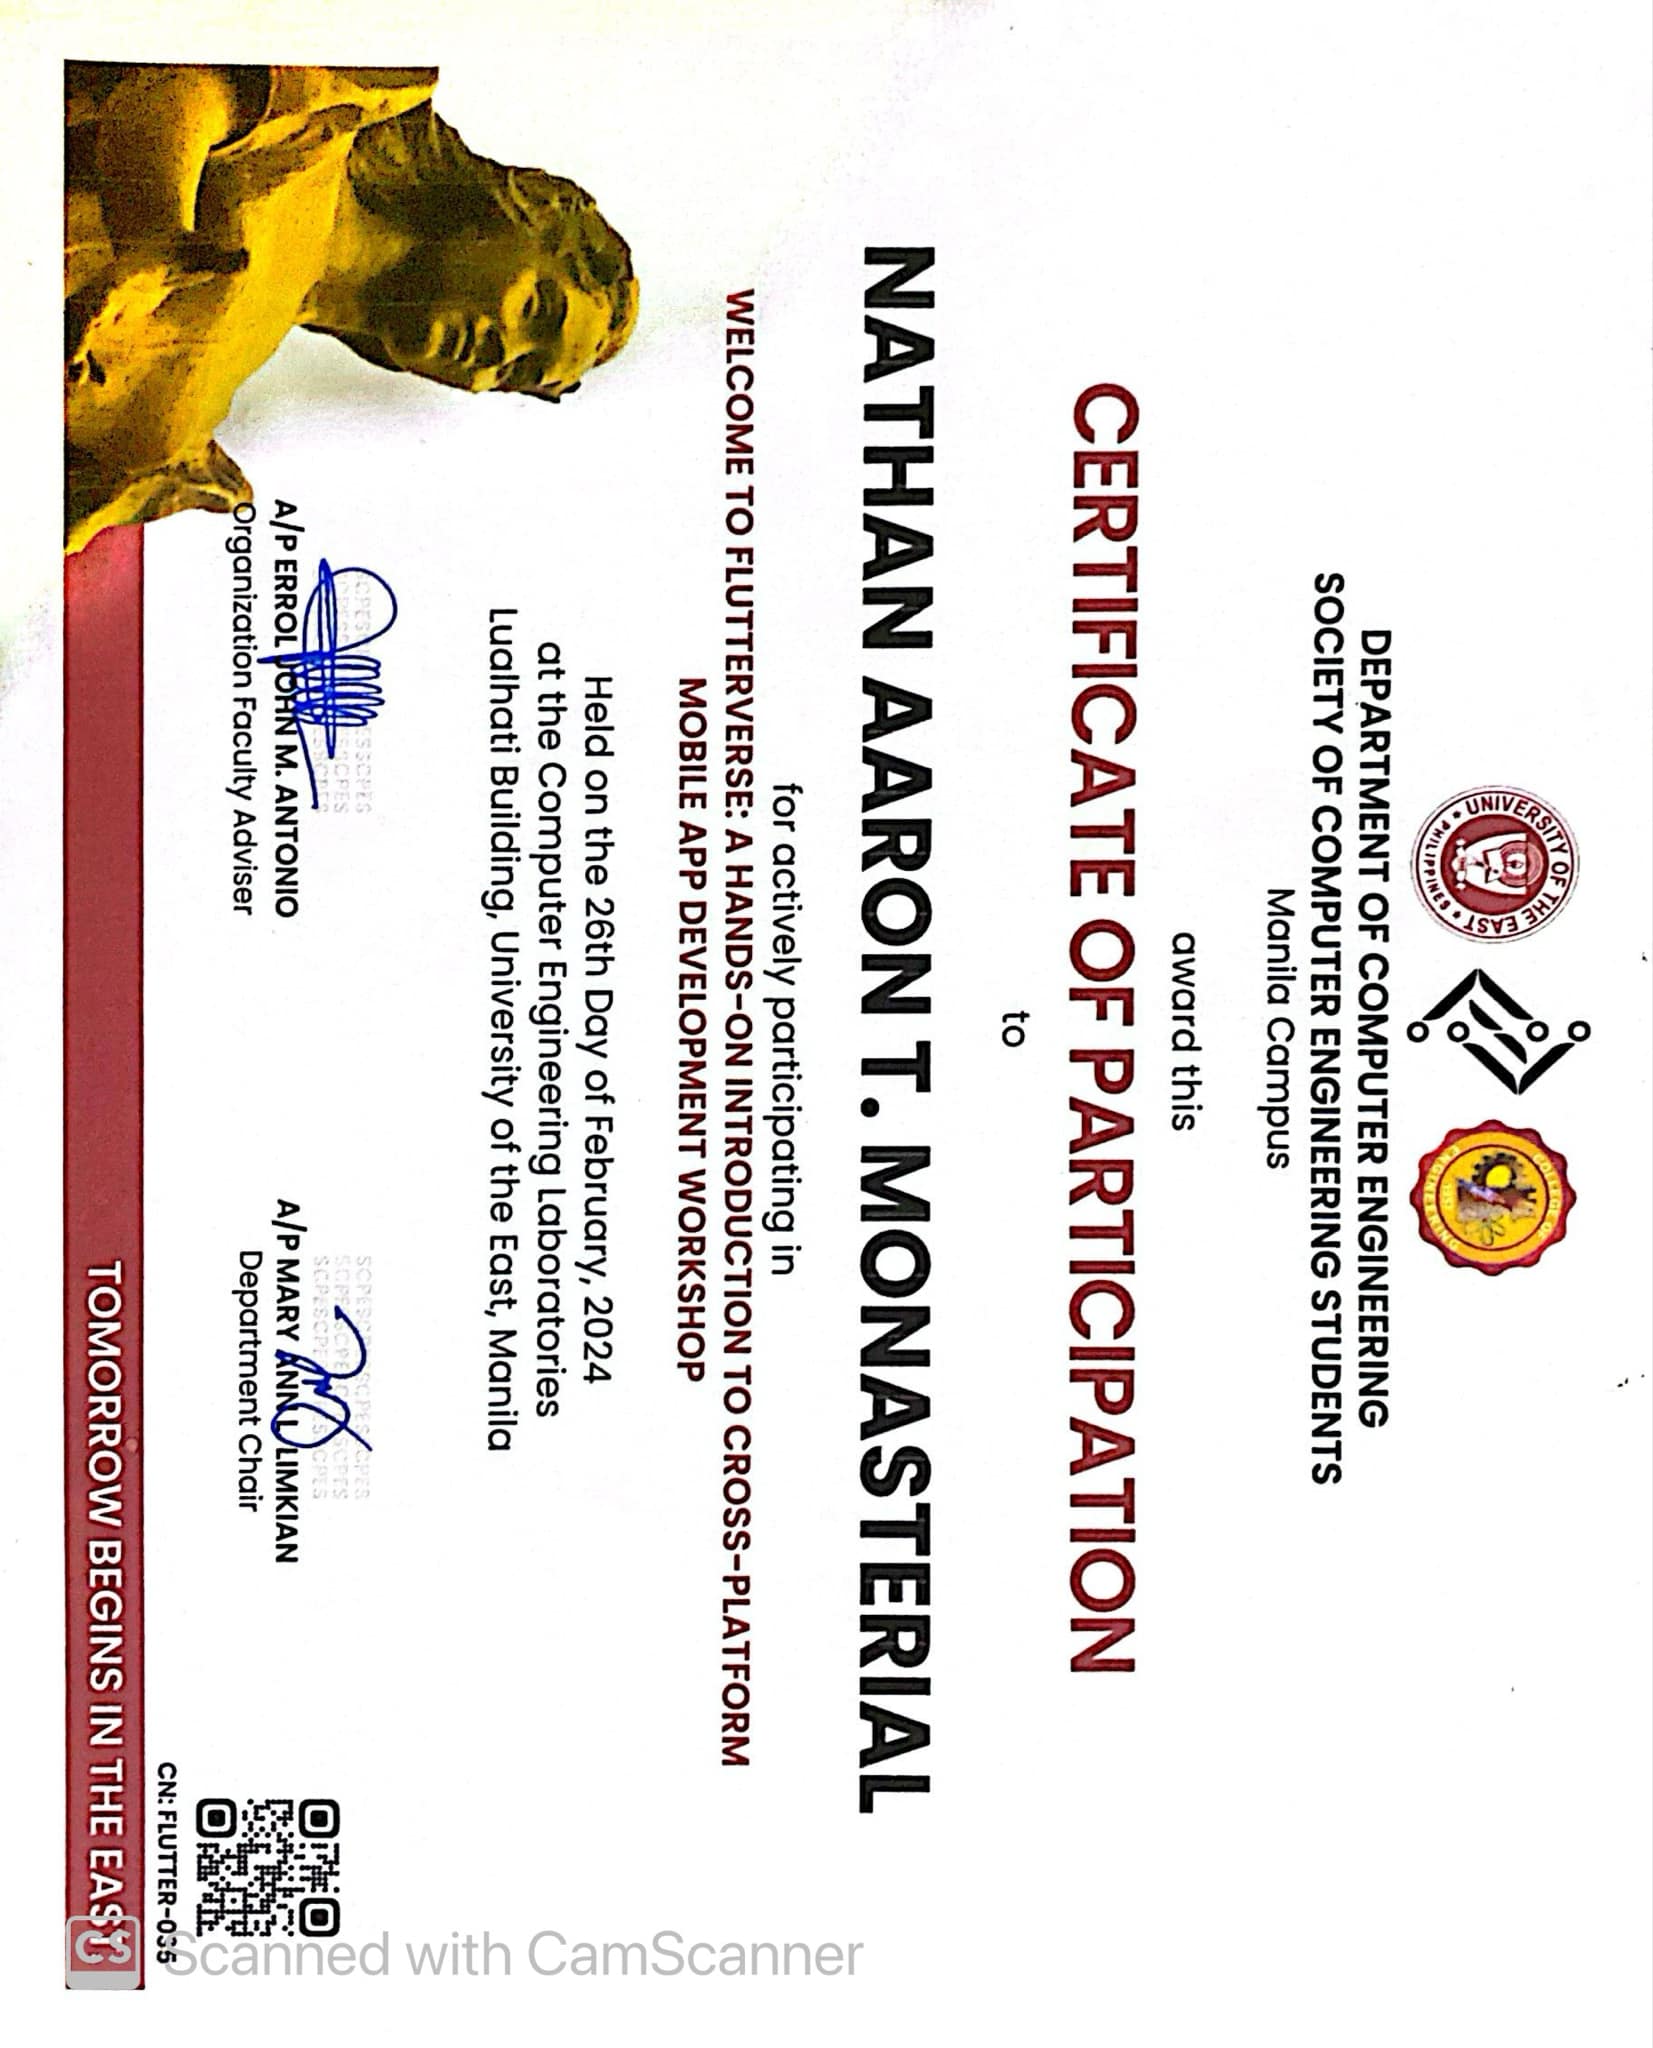 UNIVERSITY OF THE EAST
PHILIPPINES
COLLEGE OF
ENGINEERING
DEPARTMENT OF COMPUTER ENGINEERING
SOCIETY OF COMPUTER ENGINEERING STUDENTS
Manila Campus
award this
CERTIFICATE OF PARTICIPATION
to
NATHAN AARON T. MONASTERIAL
for actively participating in
WELCOME TO FLUTTERVERSE: A HANDS-ON INTRODUCTION TO CROSS-PLATFORM
MOBILE APP DEVELOPMENT WORKSHOP
Held on the 26th Day of February, 2024
at the Computer Engineering Laboratories
Lualhati Building, University of the East, Manila
A/P ERROL JOHN M. ANTONIO
Organization Faculty Adviser
A/P MARY ANN L. LIMKIAN
Department Chair
CN: FLUTTER-035
TOMORROW BEGINS IN THE EAST
CS
Scanned with CamScanner